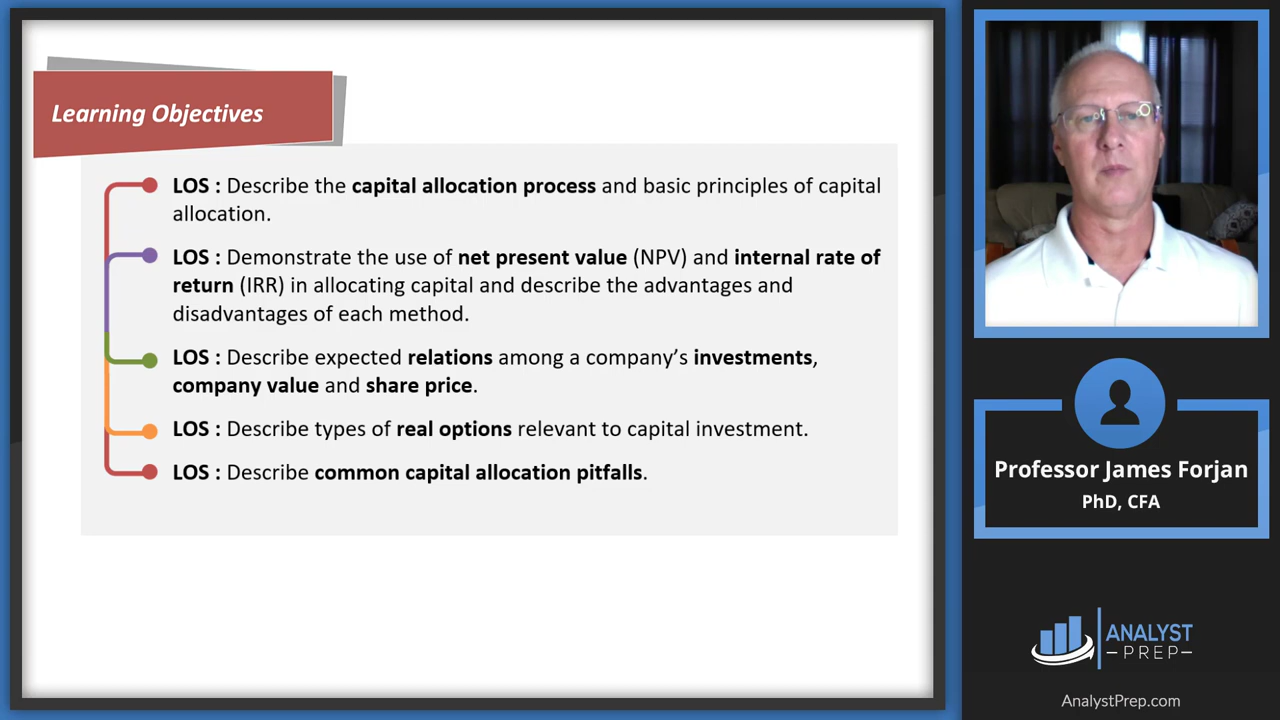 Learning Objectives
LOS : Describe the capital allocation process and basic principles of capital
allocation.
LOS : Demonstrate the use of net present value (NPV) and internal rate of
return (IRR) in allocating capital and describe the advantages and
disadvantages of each method.
LOS : Describe expected relations among a company’s investments,
company value and share price.
LOS : Describe types of real options relevant to capital investment.
LOS : Describe common capital allocation pitfalls.
Professor James Forjan
PhD, CFA
ANALYST
PREP
AnalystPrep.com